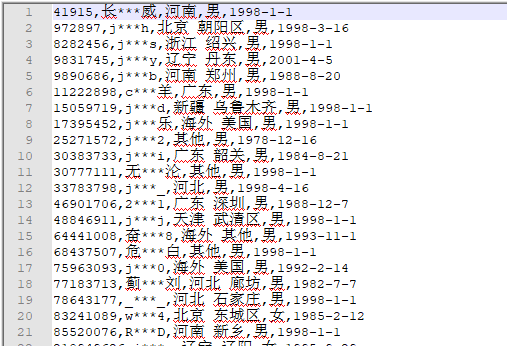 1 41915,长***威,河南,男,1998-1-1
2 972897,j***h,北京 朝阳区,男,1998-3-16
3 8282456,j***s,浙江 绍兴,男,1998-1-1
4 9831745,j***y,辽宁 丹东,男,2001-4-5
5 9890686,j***b,河南 郑州,男,1988-8-20
6 11222898,c***羊,广东,男,1998-1-1
7 15059719,j***d,新疆 乌鲁木齐,男,1998-1-1
8 17395452,j***乐,海外 美国,男,1998-1-1
9 25271572,j***2,其他,男,1978-12-16
10 30383733,j***i,广东 韶关,男,1984-8-21
11 30777111,无***沦,其他,男,1998-1-1
12 33783798,j***_,河北,男,1998-4-16
13 46901706,2***1,广东 深圳,男,1988-12-7
14 48846911,j***j,天津 武清区,男,1998-1-1
15 64441008,奋***8,海外 其他,男,1993-11-1
16 68437507,危***白,其他,男,1998-1-1
17 75963093,j***0,海外 美国,男,1992-2-14
18 77183713,蓟***刘,河北 廊坊,男,1982-7-7
19 78643177,_***_,河北 石家庄,男,1998-1-1
20 83241089,w***4,北京 东城区,女,1985-2-12
21 85520076,R***D,河南 新乡,男,1998-1-1